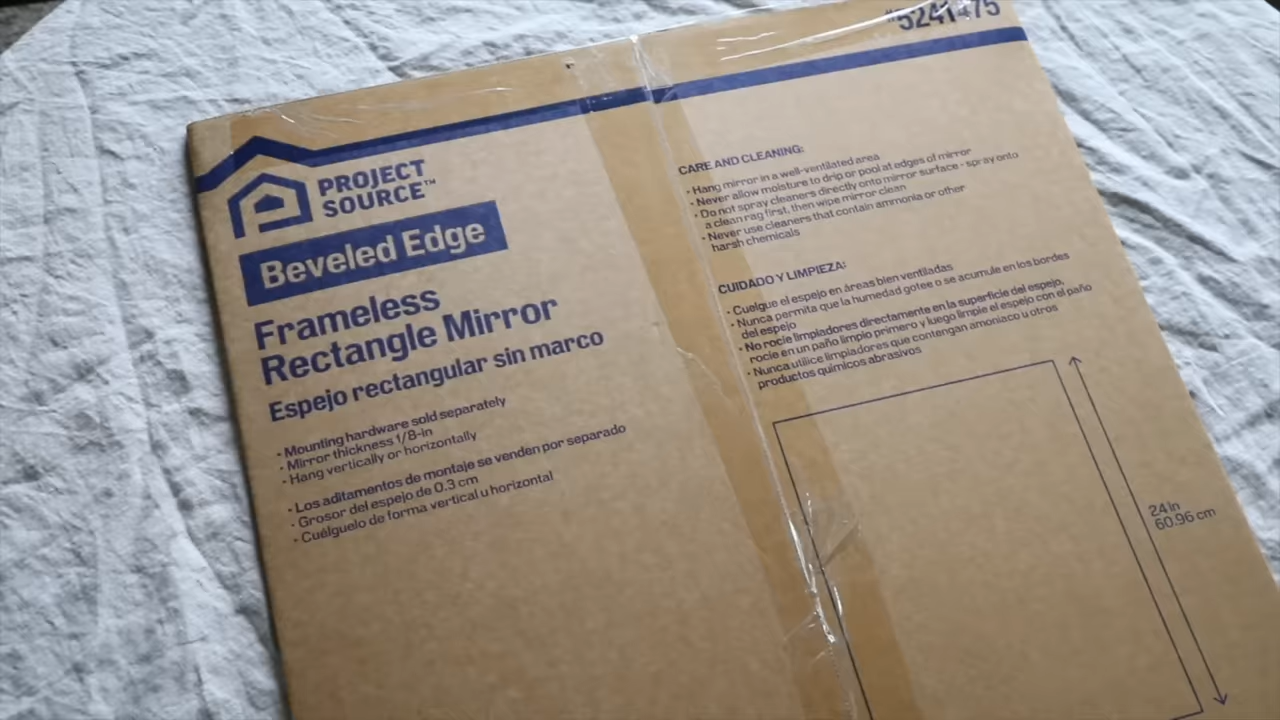 #5241475
PROJECT
SOURCE™
Beveled Edge
Frameless
Rectangle Mirror
Espejo rectangular sin marco
• Mounting hardware sold separately
• Mirror thickness 1/8-in
• Hang vertically or horizontally
• Los aditamentos de montaje se venden por separado
• Grosor del espejo de 0.3 cm
• Cuélguelo de forma vertical u horizontal
CARE AND CLEANING:
• Hang mirror in a well-ventilated area
• Never allow moisture to drip or pool at edges of mirror
• Do not spray cleaners directly onto mirror surface - spray onto
a clean rag first, then wipe mirror clean
• Never use cleaners that contain ammonia or other
harsh chemicals
CUIDADO Y LIMPIEZA:
• Cuelgue el espejo en áreas bien ventiladas
• Nunca permita que la humedad gotee o se acumule en los bordes
del espejo
• No rocíe limpiadores directamente en la superficie del espejo,
rocíe en un paño limpio primero y luego limpie el espejo con el paño
• Nunca utilice limpiadores que contengan amoníaco u otros
productos químicos abrasivos
24 in
60.96 cm